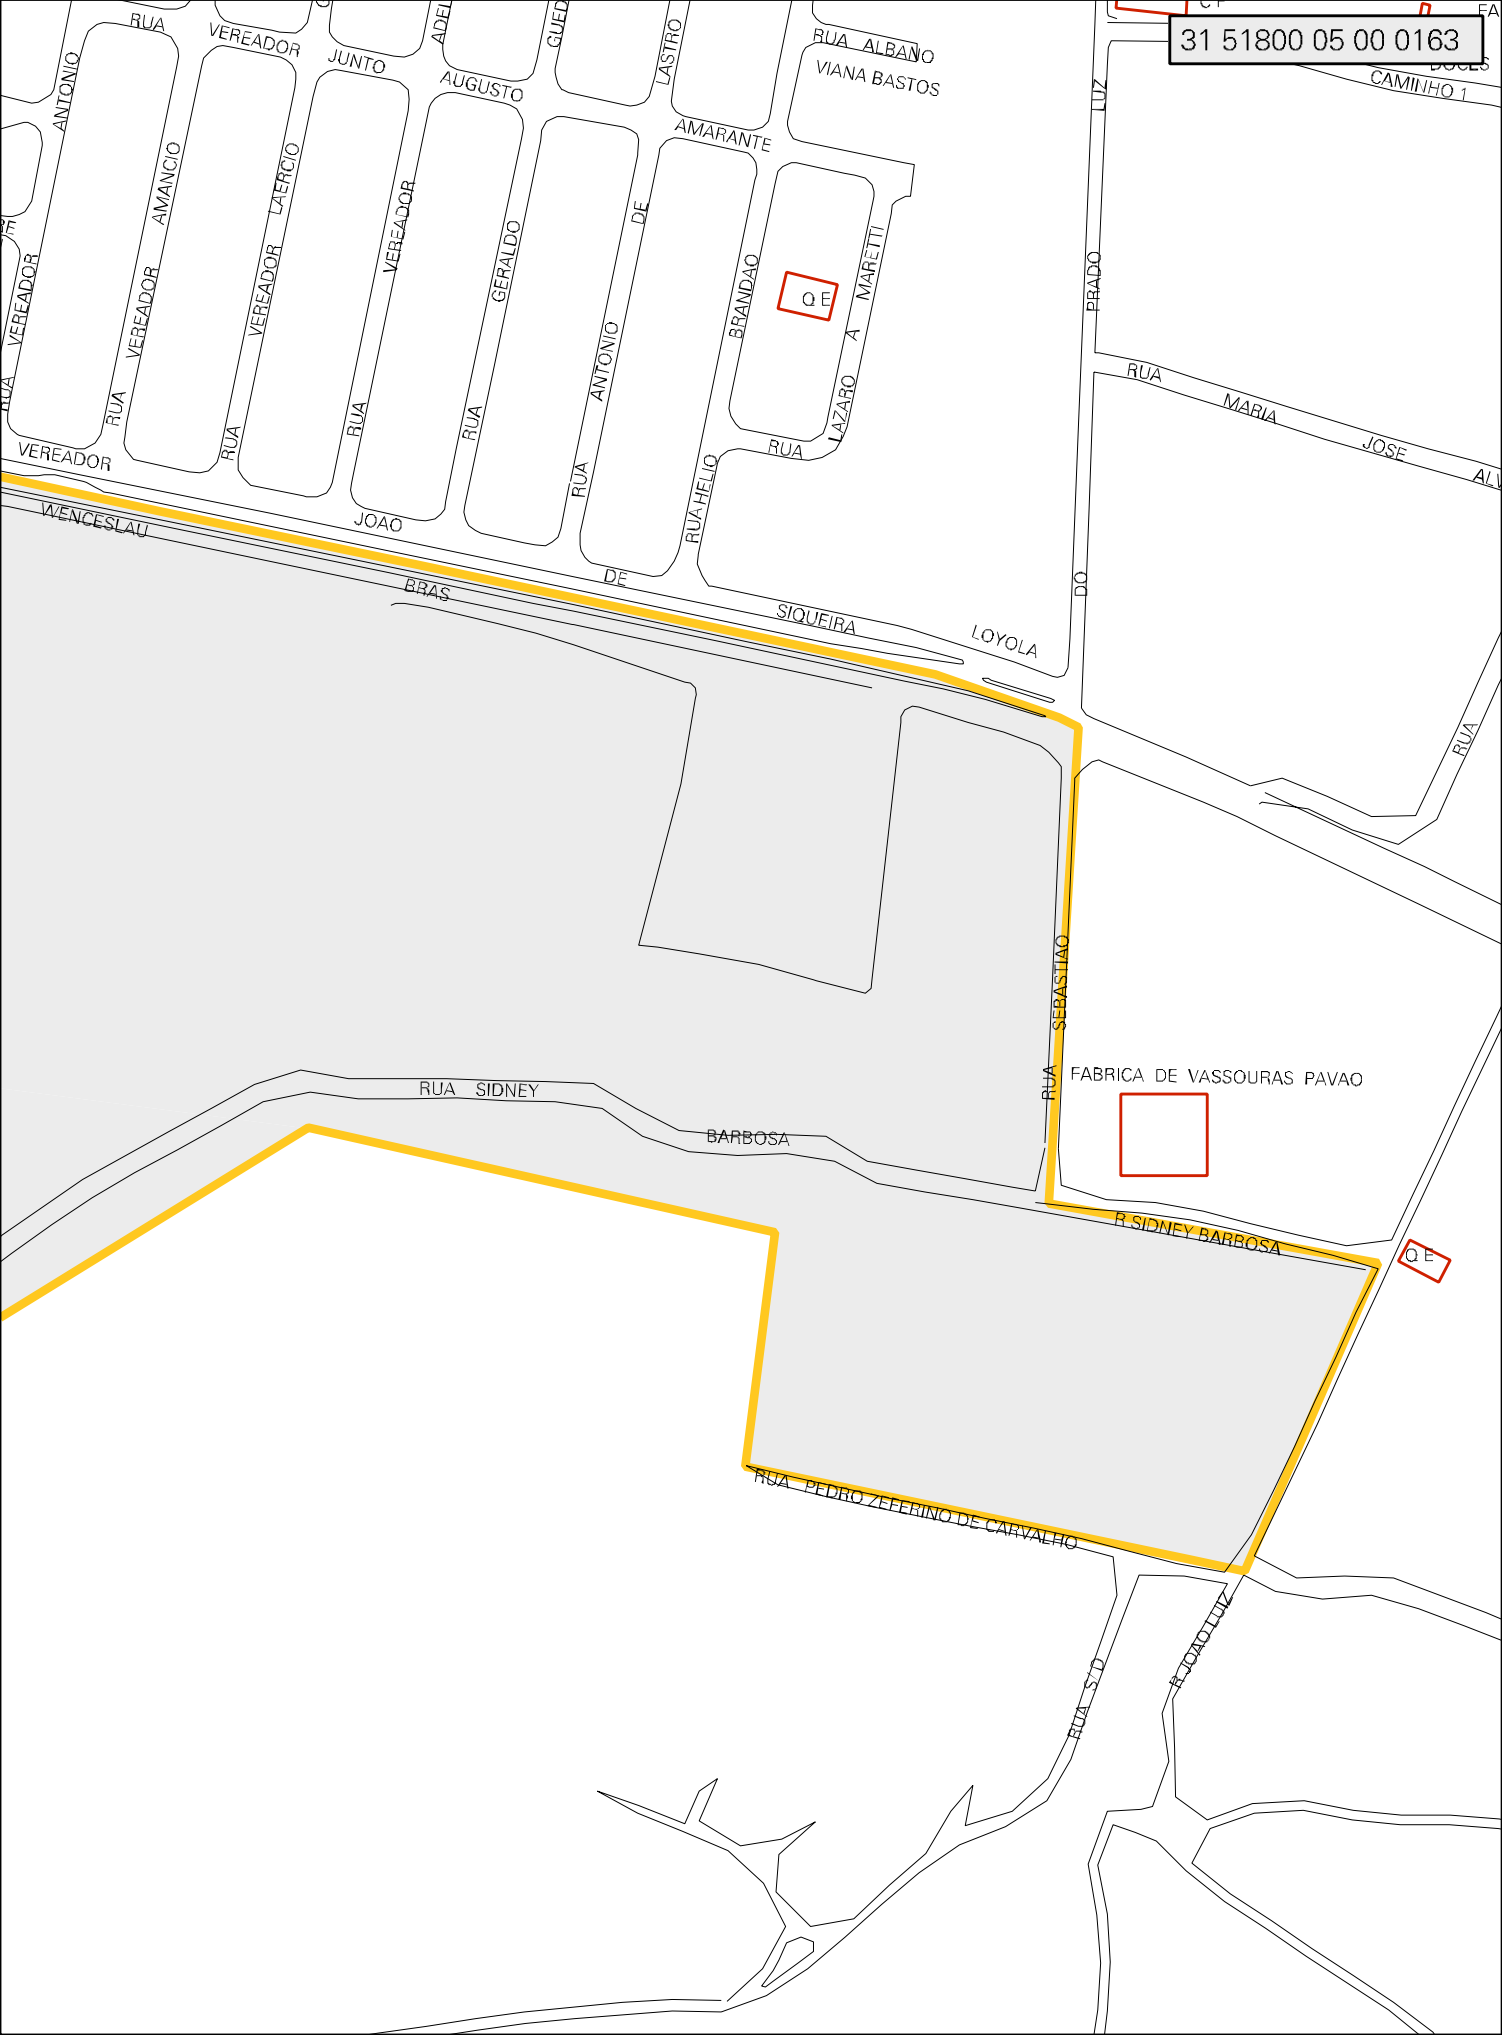 31 51800 05 00 0163
RUA
VEREADOR
JUNTO
AUGUSTO
AMARANTE
RUA ALBANO
VIANA BASTOS
CAMINHO 1
ANTONIO
VEREADOR
RUA
AMANCIO
VEREADOR
RUA
LAERCIO
VEREADOR
RUA
VEREADOR
RUA
GERALDO
RUA
DE
ANTONIO
RUA
LASTRO
BRANDAO
RUA HELIO
Q E
MARETTI
A
LAZARO
RUA
LUZ
PRADO
DO
RUA
MARIA
JOSE
RUA
VEREADOR
JOAO
DE
SIQUEIRA
LOYOLA
WENCESLAU
BRAS
SEBASTIAO
RUA
FABRICA DE VASSOURAS PAVAO
RUA SIDNEY
BARBOSA
R SIDNEY BARBOSA
Q E
RUA PEDRO ZEFERINO DE CARVALHO
R JOAO LUIZ
RUA S/D